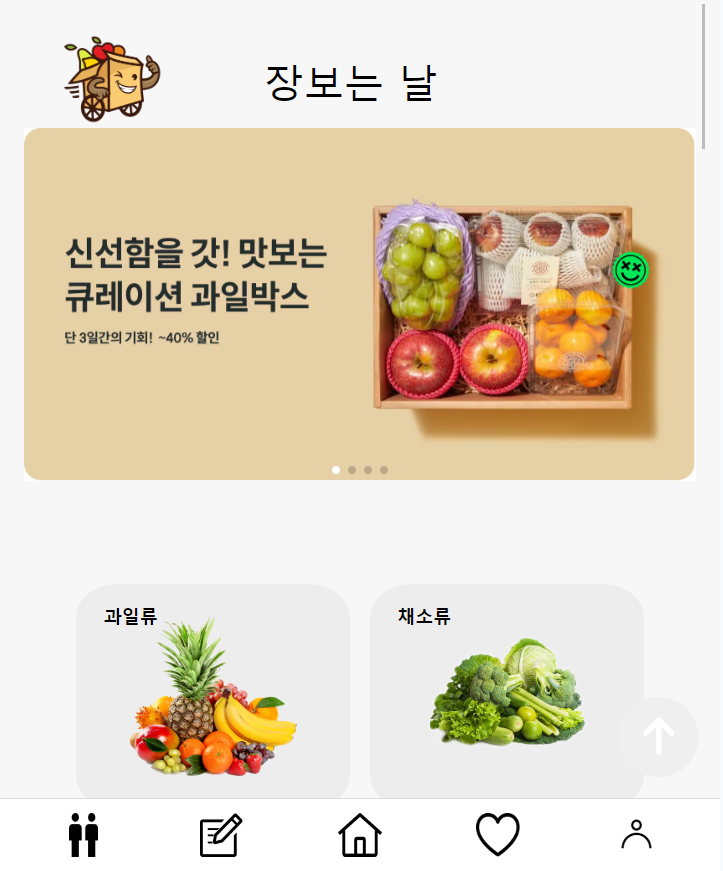 장보는 날
신선함을 갓! 맛보는
큐레이션 과일박스
단 3일간의 기회! ~40% 할인
과일류
채소류